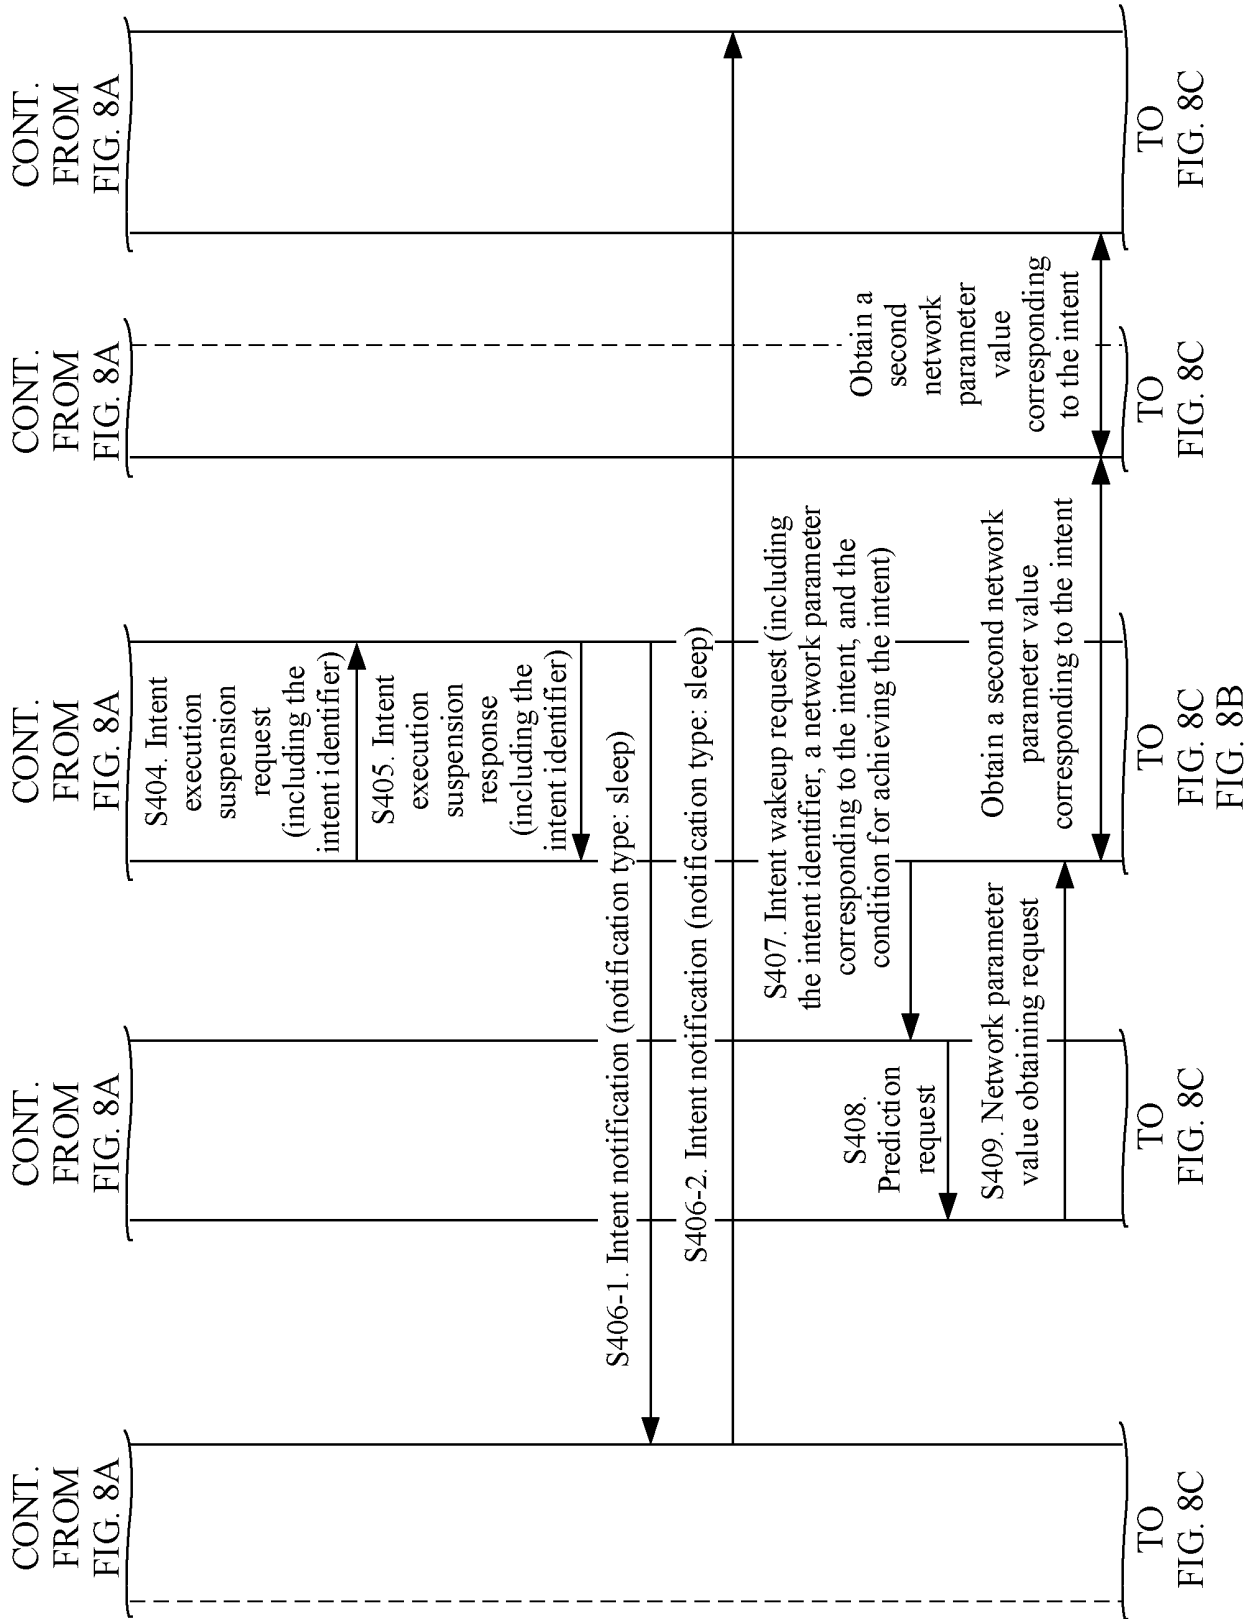 CONT.
FROM
FIG. 8A
CONT.
FROM
FIG. 8A
CONT.
FROM
FIG. 8A
CONT.
FROM
FIG. 8A
CONT.
FROM
FIG. 8A
S404. Intent
execution
suspension
request
(including the
intent identifier)
S405. Intent
execution
suspension
response
(including the
intent identifier)
S406-1. Intent notification (notification type: sleep)
S406-2. Intent notification (notification type: sleep)
S407. Intent wakeup request (including
the intent identifier, a network parameter
corresponding to the intent, and the
condition for achieving the intent)
S408.
Prediction
request
S409. Network parameter
value obtaining request
Obtain a second network
parameter value
corresponding to the intent
Obtain a
second
network
parameter
value
corresponding
to the intent
TO
FIG. 8C
TO
FIG. 8C
TO
FIG. 8C
TO
FIG. 8C
TO
FIG. 8C
FIG. 8B